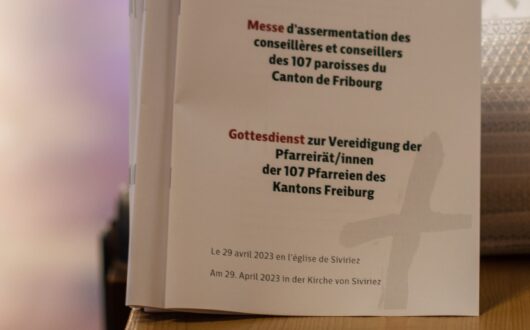 Messe d'assermentation des
conseillères et conseillers
des 107 paroisses du
Canton de Fribourg
Gottesdienst zur Vereidigung der
Pfarreirät/innen
der 107 Pfarreien des
Kantons Freiburg
Le 29 avril 2023 en l'église de Siviriez
Am 29. April 2023 in der Kirche von Siviriez